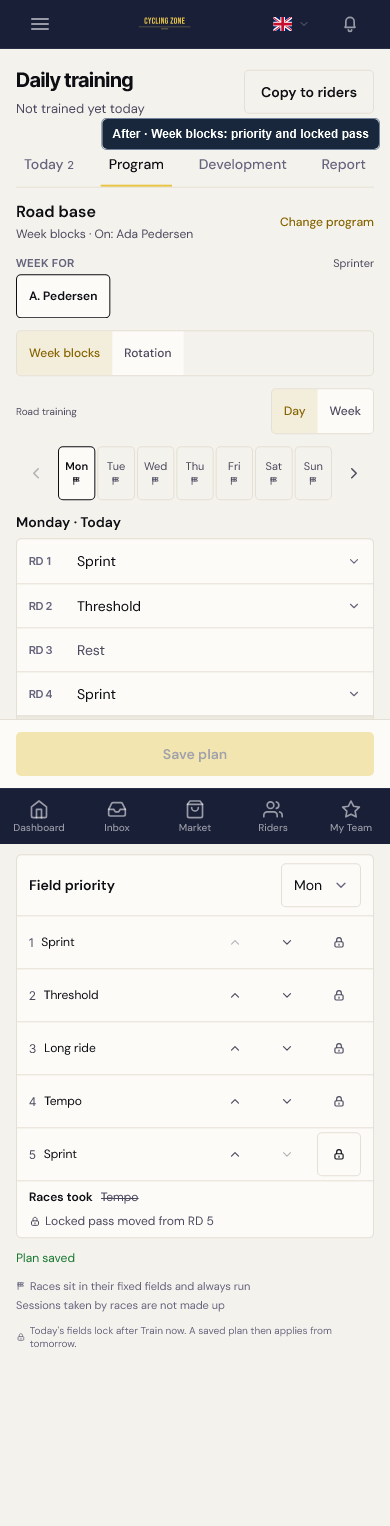 CYCLING ZONE
Daily training
Not trained yet today
Copy to riders
After · Week blocks: priority and locked pass
Today 2
Program
Development
Report
Road base
Week blocks · On: Ada Pedersen
Change program
WEEK FOR
Sprinter
A. Pedersen
Week blocks
Rotation
Road training
Day
Week
Mon
Tue
Wed
Thu
Fri
Sat
Sun
Monday · Today
RD 1 Sprint
RD 2 Threshold
RD 3 Rest
RD 4 Sprint
Save plan
Dashboard
Inbox
Market
Riders
My Team
Field priority
Mon
1 Sprint
2 Threshold
3 Long ride
4 Tempo
5 Sprint
Races took Tempo
Locked pass moved from RD 5
Plan saved
Races sit in their fixed fields and always run
Sessions taken by races are not made up
Today's fields lock after Train now. A saved plan then applies from
tomorrow.